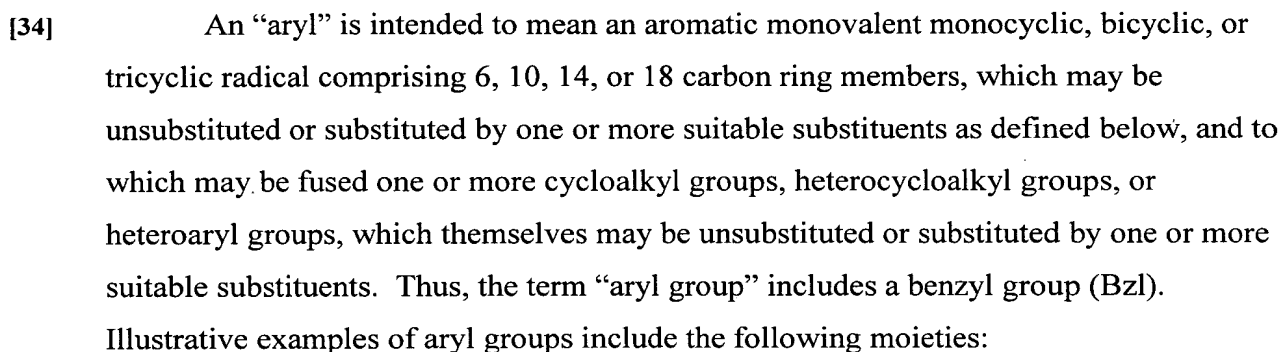 [34] An “aryl” is intended to mean an aromatic monovalent monocyclic, bicyclic, or
tricyclic radical comprising 6, 10, 14, or 18 carbon ring members, which may be
unsubstituted or substituted by one or more suitable substituents as defined below, and to
which may be fused one or more cycloalkyl groups, heterocycloalkyl groups, or
heteroaryl groups, which themselves may be unsubstituted or substituted by one or more
suitable substituents. Thus, the term “aryl group” includes a benzyl group (Bzl).
Illustrative examples of aryl groups include the following moieties: